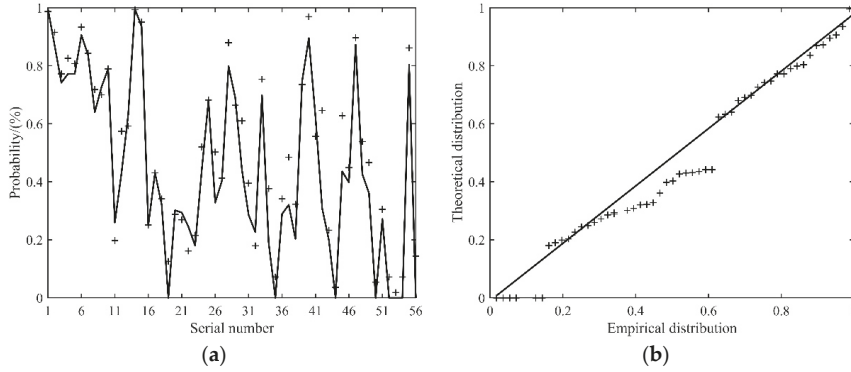 (a)
Probability/(%)
1
0.8
0.6
0.4
0.2
0
1 6 11 16 21 26 31 36 41 46 51 56
Serial number
(a)
(b)
Theoretical distribution
1
0.8
0.6
0.4
0.2
0
0 0.2 0.4 0.6 0.8
Empirical distribution
(b)